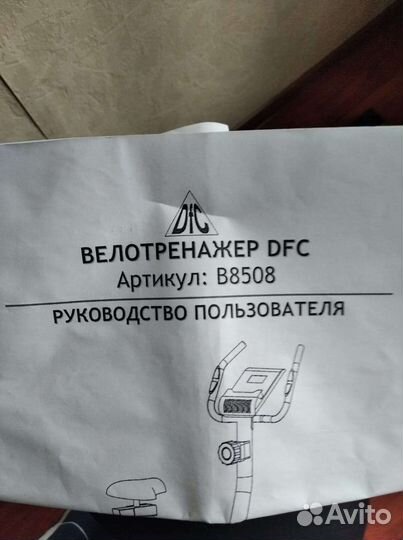 DFC
ВЕЛОТРЕНАЖЕР DFC
Артикул: B8508
РУКОВОДСТВО ПОЛЬЗОВАТЕЛЯ
Avito